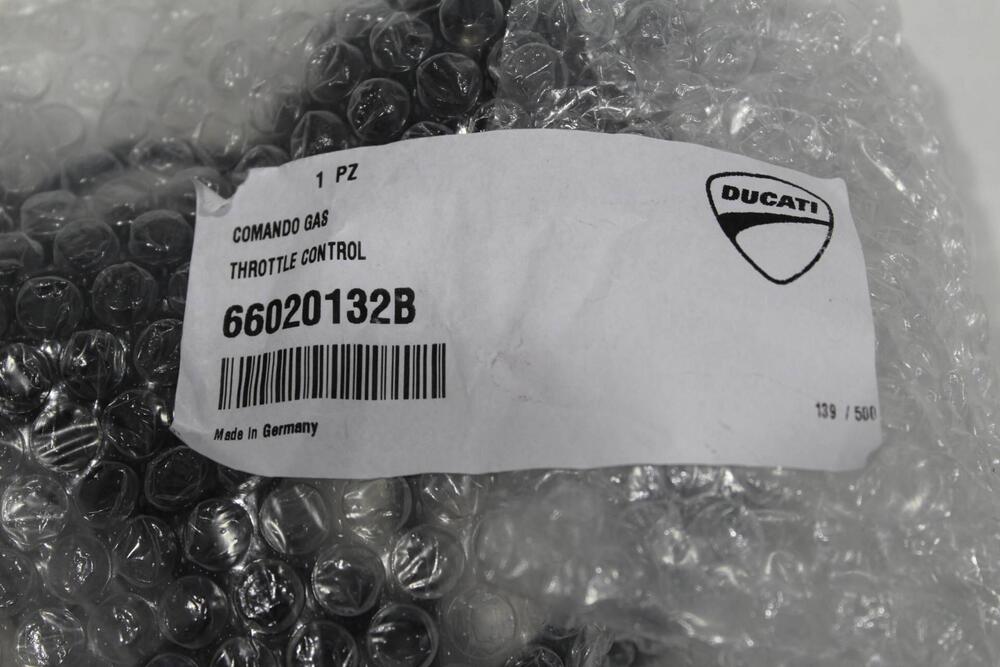 1 PZ
DUCATI
COMANDO GAS
THROTTLE CONTROL
66020132B
139 / 500
Made in Germany